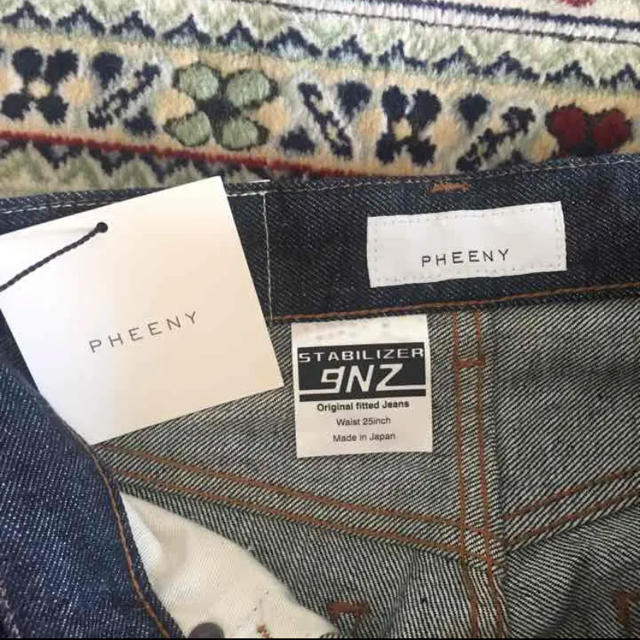 PHEENY
PHEENY
STABILIZER
gNZ
Original fitted Jeans
Waist 25inch
Made in Japan